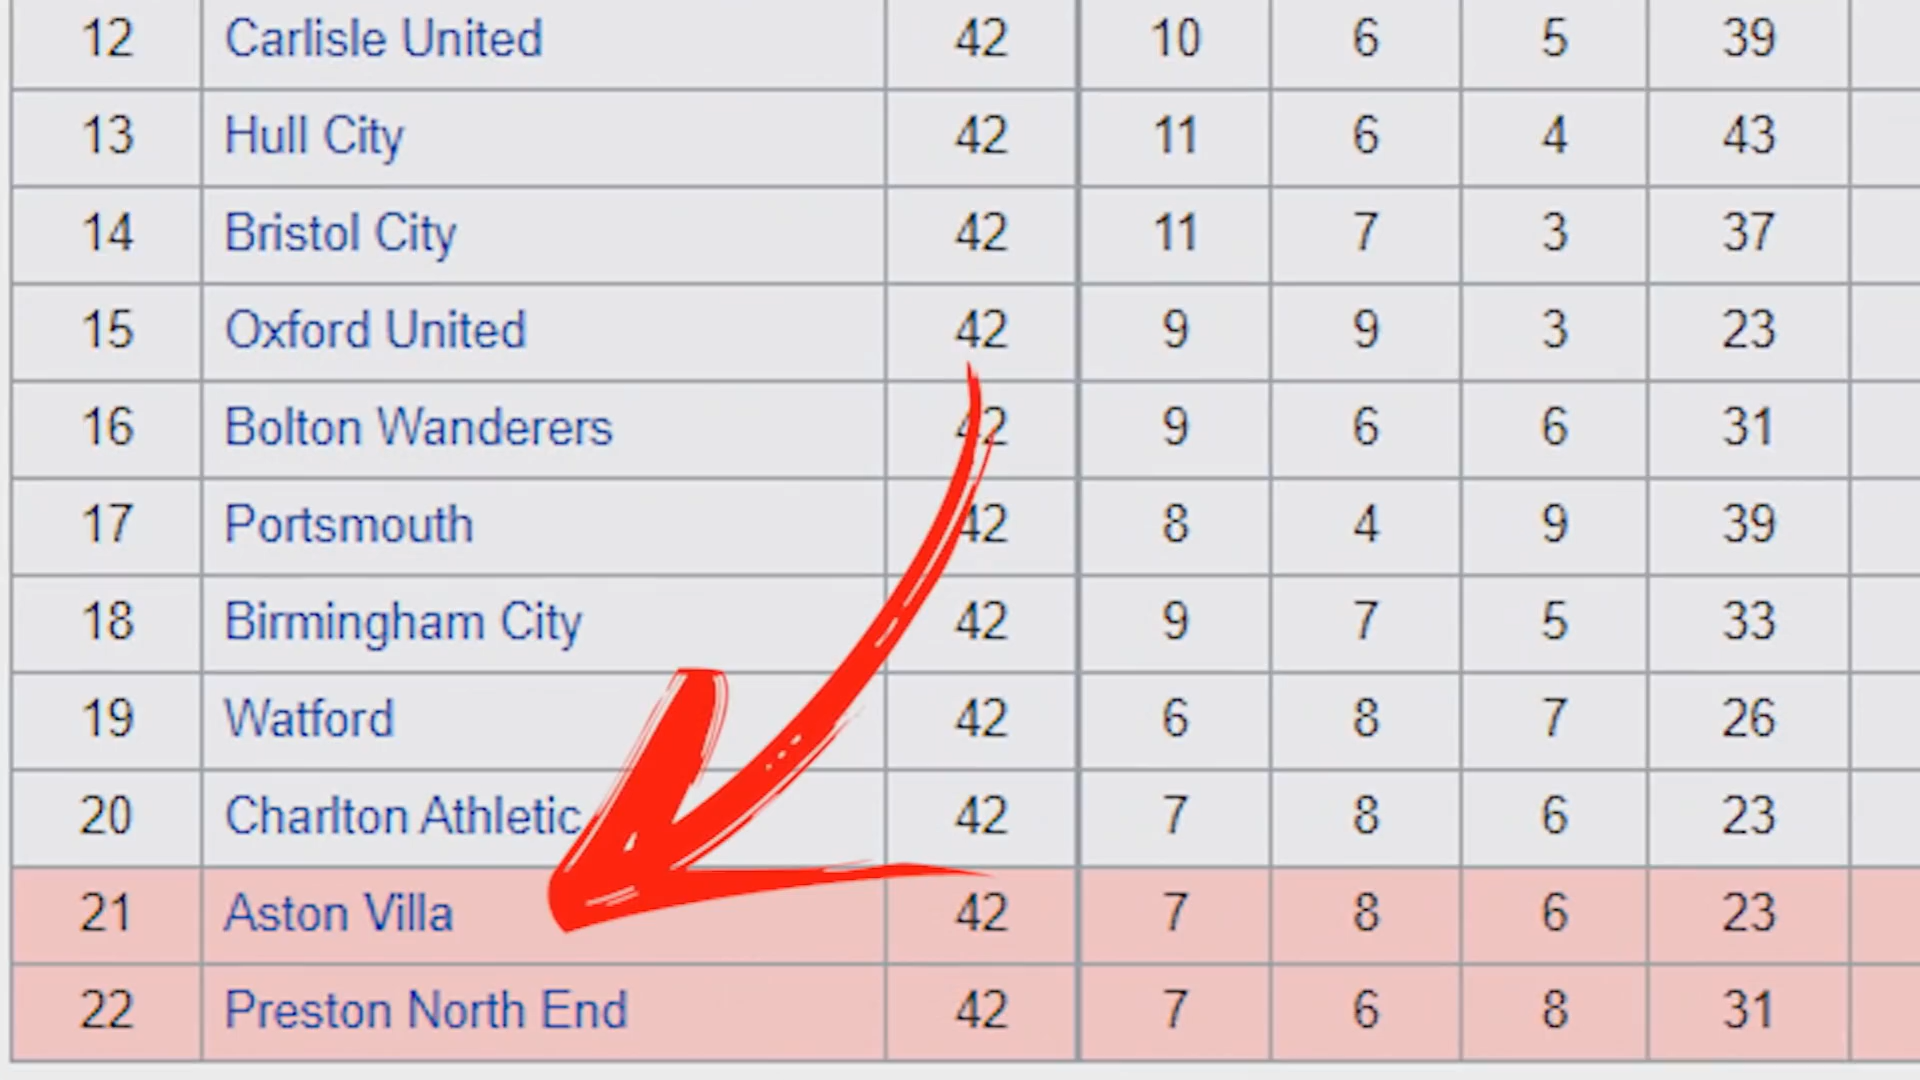 12 Carlisle United 42 10 6 5 39
13 Hull City 42 11 6 4 43
14 Bristol City 42 11 7 3 37
15 Oxford United 42 9 9 3 23
16 Bolton Wanderers 42 9 6 6 31
17 Portsmouth 42 8 4 9 39
18 Birmingham City 42 9 7 5 33
19 Watford 42 6 8 7 26
20 Charlton Athletic 42 7 8 6 23
21 Aston Villa 42 7 8 6 23
22 Preston North End 42 7 6 8 31